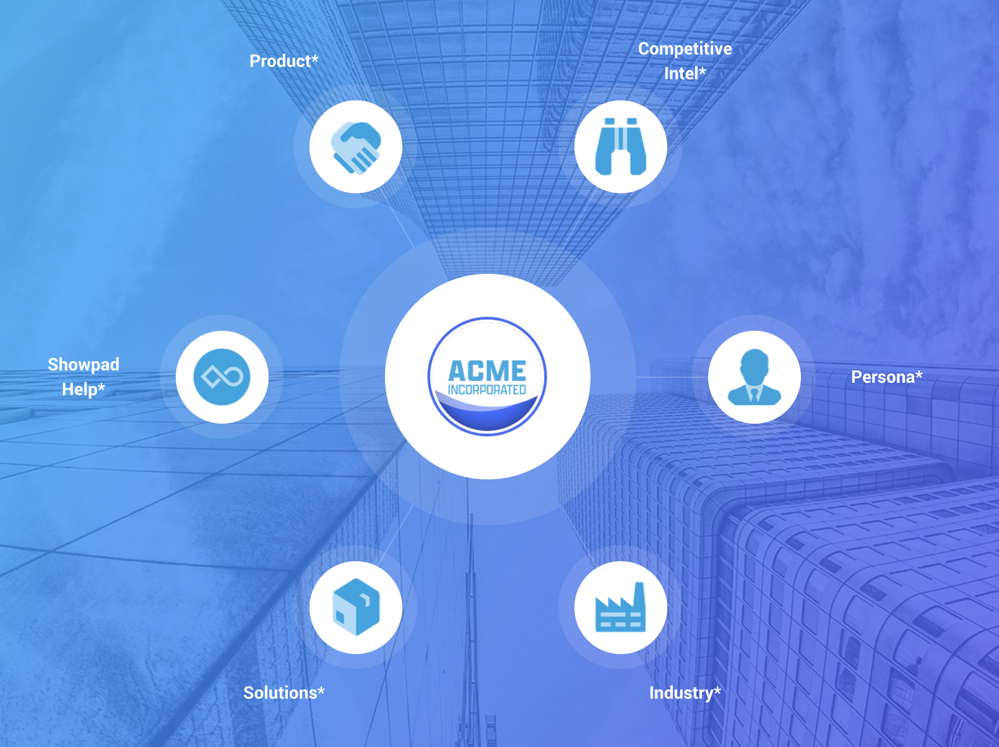 Product*
Competitive
Intel*
Showpad
Help*
ACME
INCORPORATED
Persona*
Solutions*
Industry*